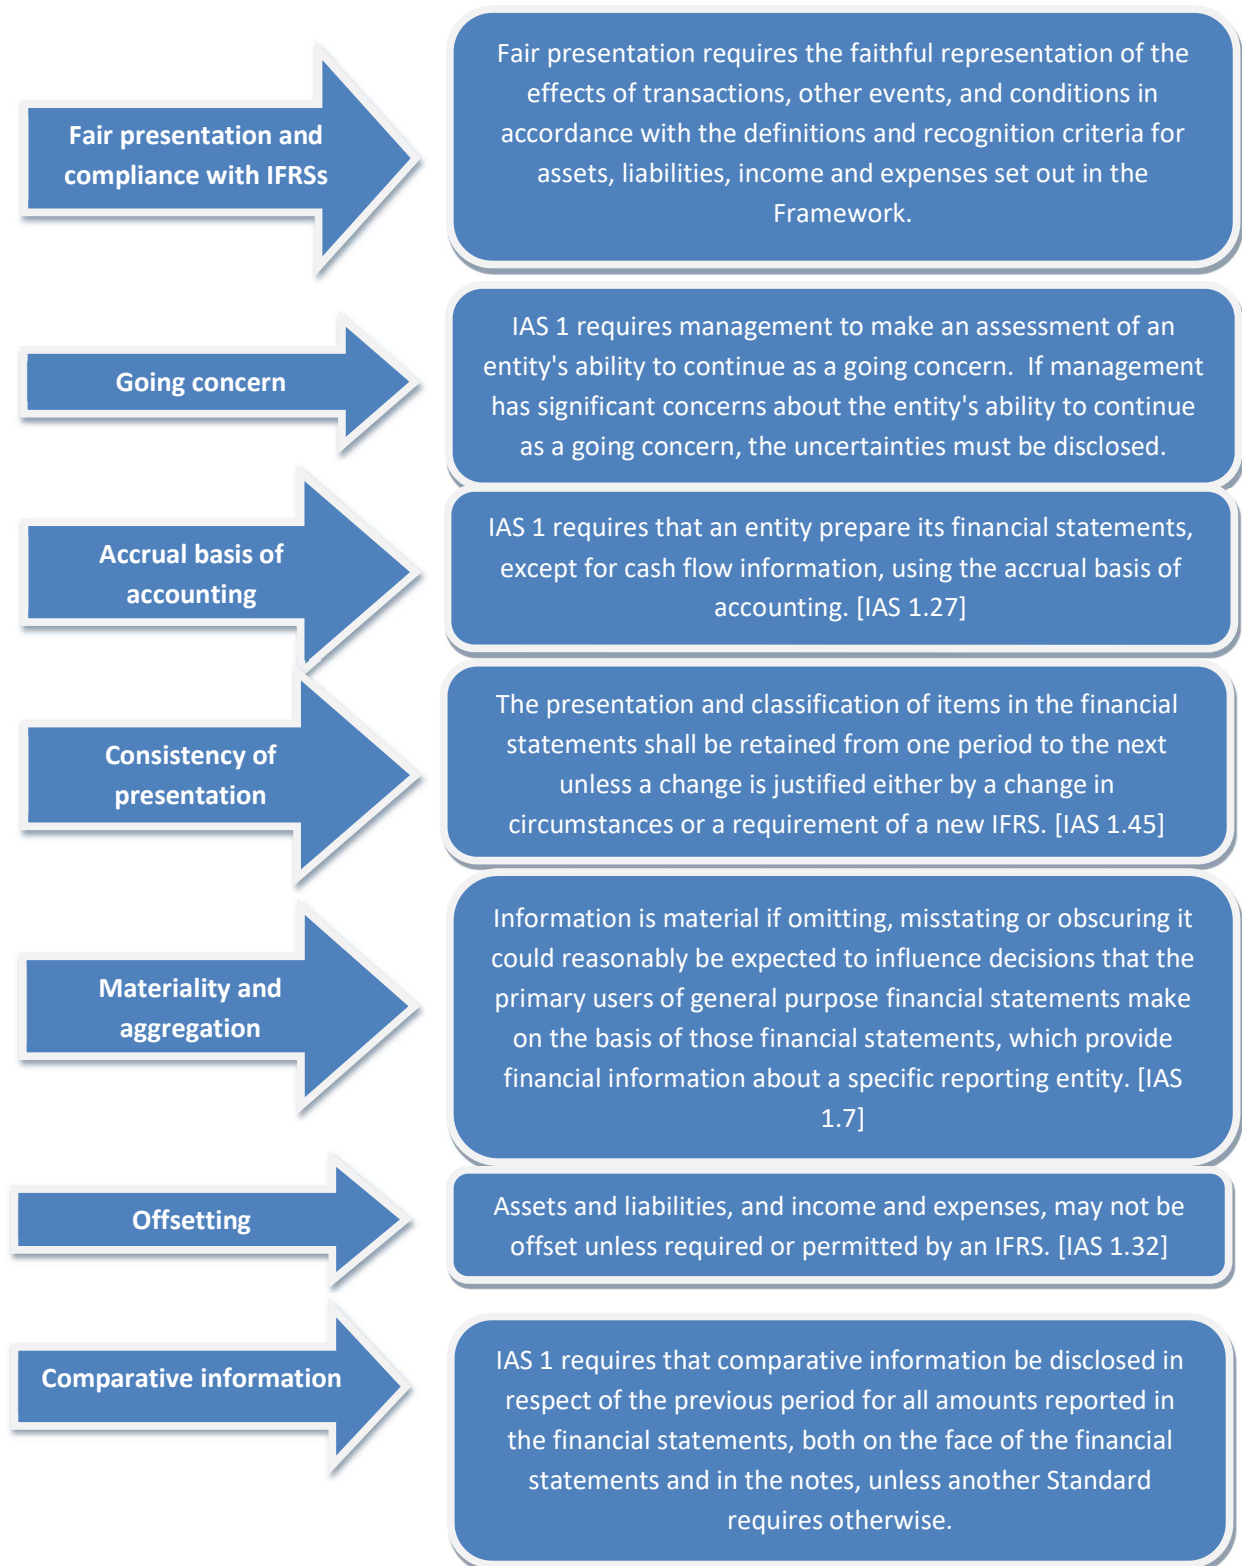 Fair presentation and
compliance with IFRSs
Fair presentation requires the faithful representation of the
effects of transactions, other events, and conditions in
accordance with the definitions and recognition criteria for
assets, liabilities, income and expenses set out in the
Framework.
Going concern
IAS 1 requires management to make an assessment of an
entity's ability to continue as a going concern.  If management
has significant concerns about the entity's ability to continue
as a going concern, the uncertainties must be disclosed.
Accrual basis of
accounting
IAS 1 requires that an entity prepare its financial statements,
except for cash flow information, using the accrual basis of
accounting. [IAS 1.27]
Consistency of
presentation
The presentation and classification of items in the financial
statements shall be retained from one period to the next
unless a change is justified either by a change in
circumstances or a requirement of a new IFRS. [IAS 1.45]
Materiality and
aggregation
Information is material if omitting, misstating or obscuring it
could reasonably be expected to influence decisions that the
primary users of general purpose financial statements make
on the basis of those financial statements, which provide
financial information about a specific reporting entity. [IAS
1.7]
Offsetting
Assets and liabilities, and income and expenses, may not be
offset unless required or permitted by an IFRS. [IAS 1.32]
Comparative information
IAS 1 requires that comparative information be disclosed in
respect of the previous period for all amounts reported in
the financial statements, both on the face of the financial
statements and in the notes, unless another Standard
requires otherwise.